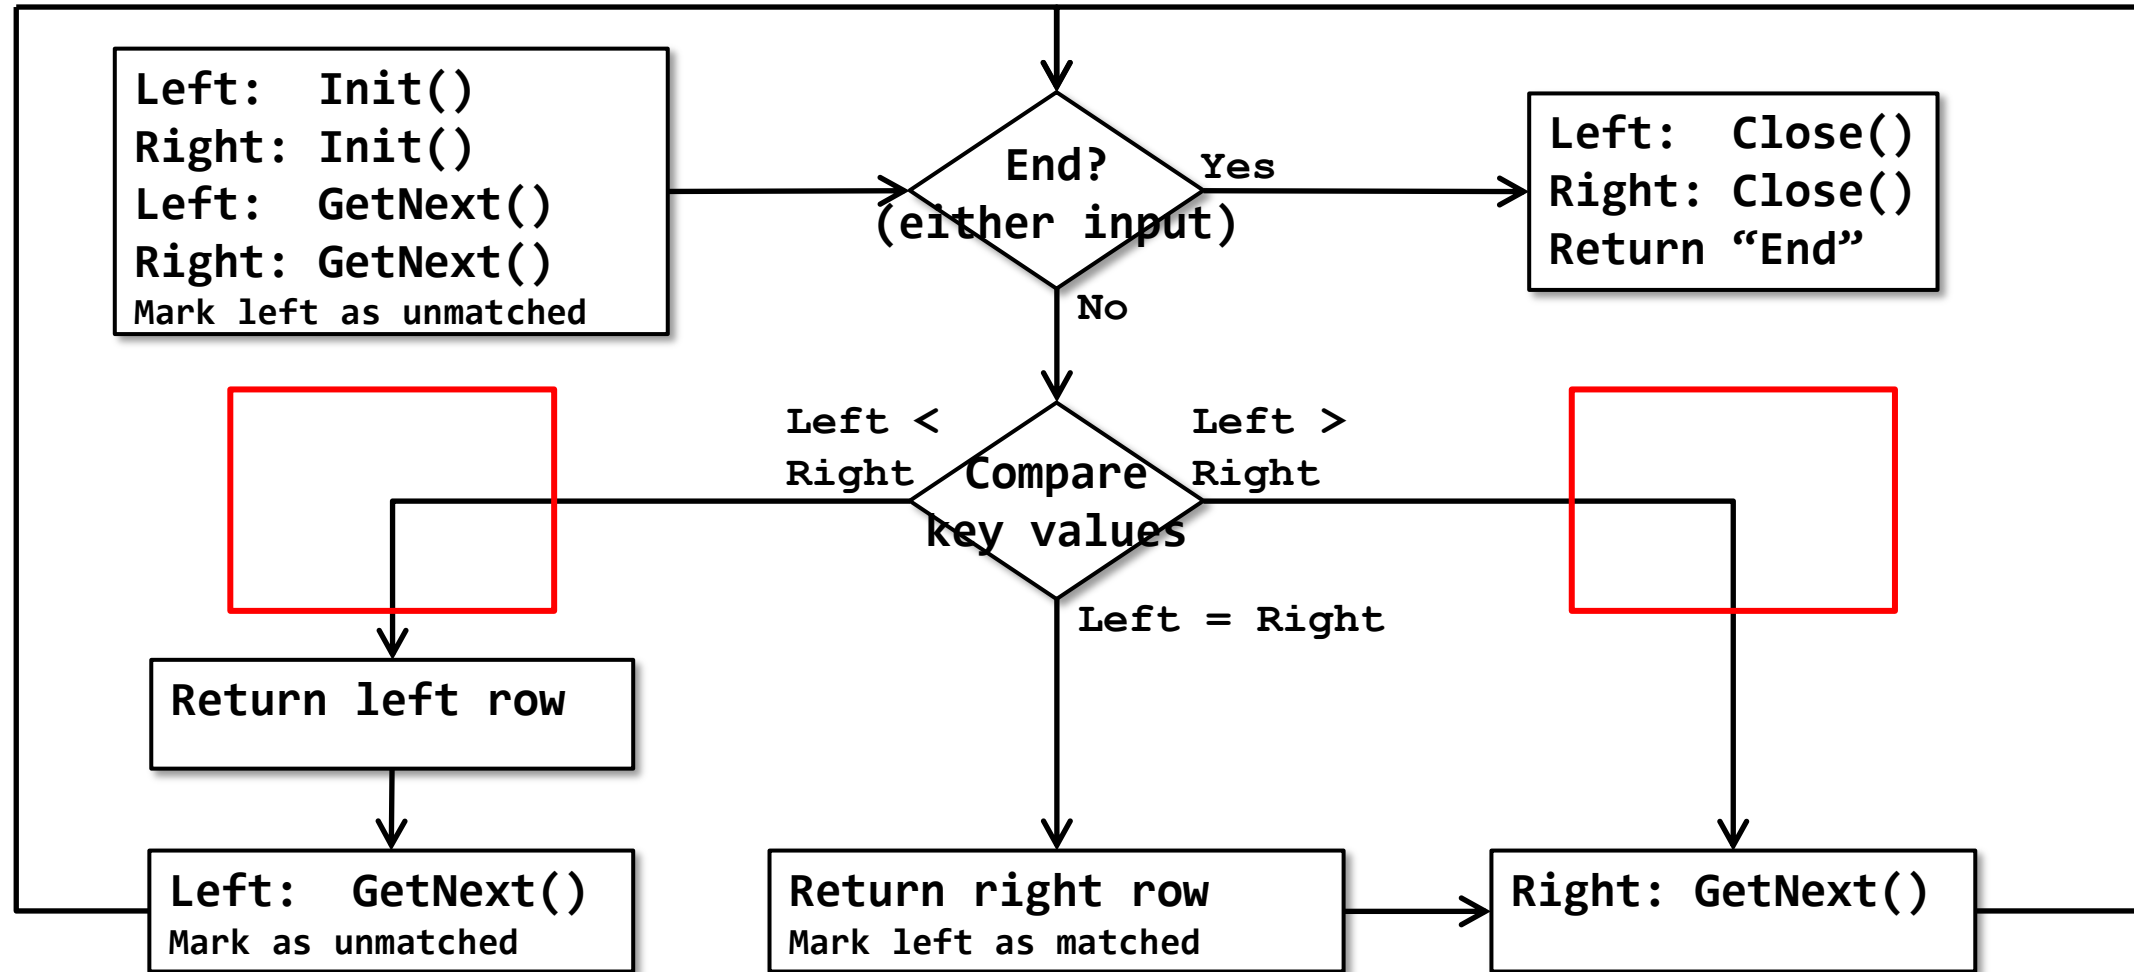 Left:  Init()
Right: Init()
Left:  GetNext()
Right: GetNext()
Mark left as unmatched
End?
(either input)
Yes
No
Left:  Close()
Right: Close()
Return “End”
Left <
Right
Compare
key values
Left >
Right
Left = Right
Return left row
Left:  GetNext()
Mark as unmatched
Return right row
Mark left as matched
Right: GetNext()